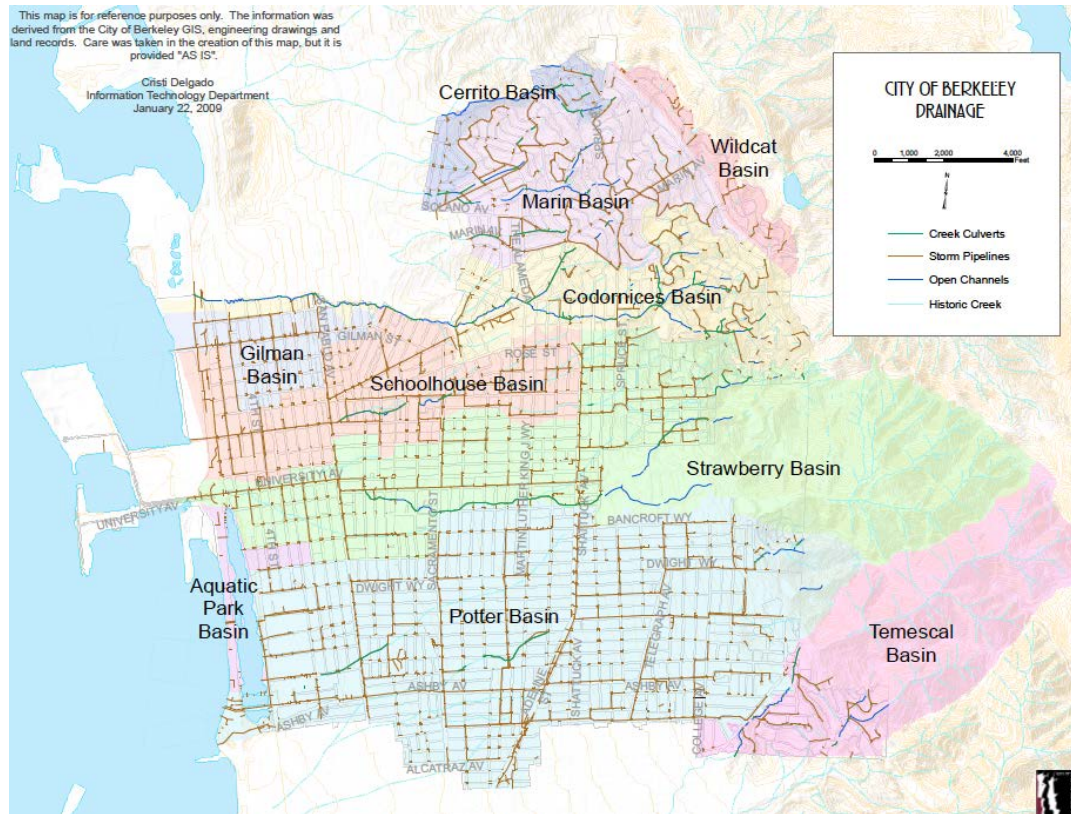 This map is for reference purposes only. The information was
derived from the City of Berkeley GIS, engineering drawings and
land records. Care was taken in the creation of this map, but it is
provided "AS IS".
Cristi Delgado
Information Technology Department
January 22, 2009
CITY OF BERKELEY
DRAINAGE
0 1,000 2,000 4,000
Feet
N
Creek Culverts
Storm Pipelines
Open Channels
Historic Creek
Cerrito Basin
Wildcat
Basin
SPRUCE
MARIN AV
Marin Basin
SOLANO AV
MARIN AV
THE ALAMEDA
Codornices Basin
SAN PABLO AV
GILMAN ST
Gilman
Basin
ROSE ST
SPRUCE ST
Schoolhouse Basin
4TH ST
Strawberry Basin
UNIVERSITY AV
UNIVERSITY AV
SACRAMENTO ST
MARTIN LUTHER KING JR WY
SHATTUCK AV
BANCROFT WY
4TH ST
DWIGHT WY
DWIGHT WY
Aquatic
Park
Basin
Potter Basin
TELEGRAPH AV
Temescal
Basin
ASHBY AV
ASHBY AV
ASHBY AV
ADELINE
ST
SHATTUCK AV
COLLEGE AV
ALCATRAZ AV